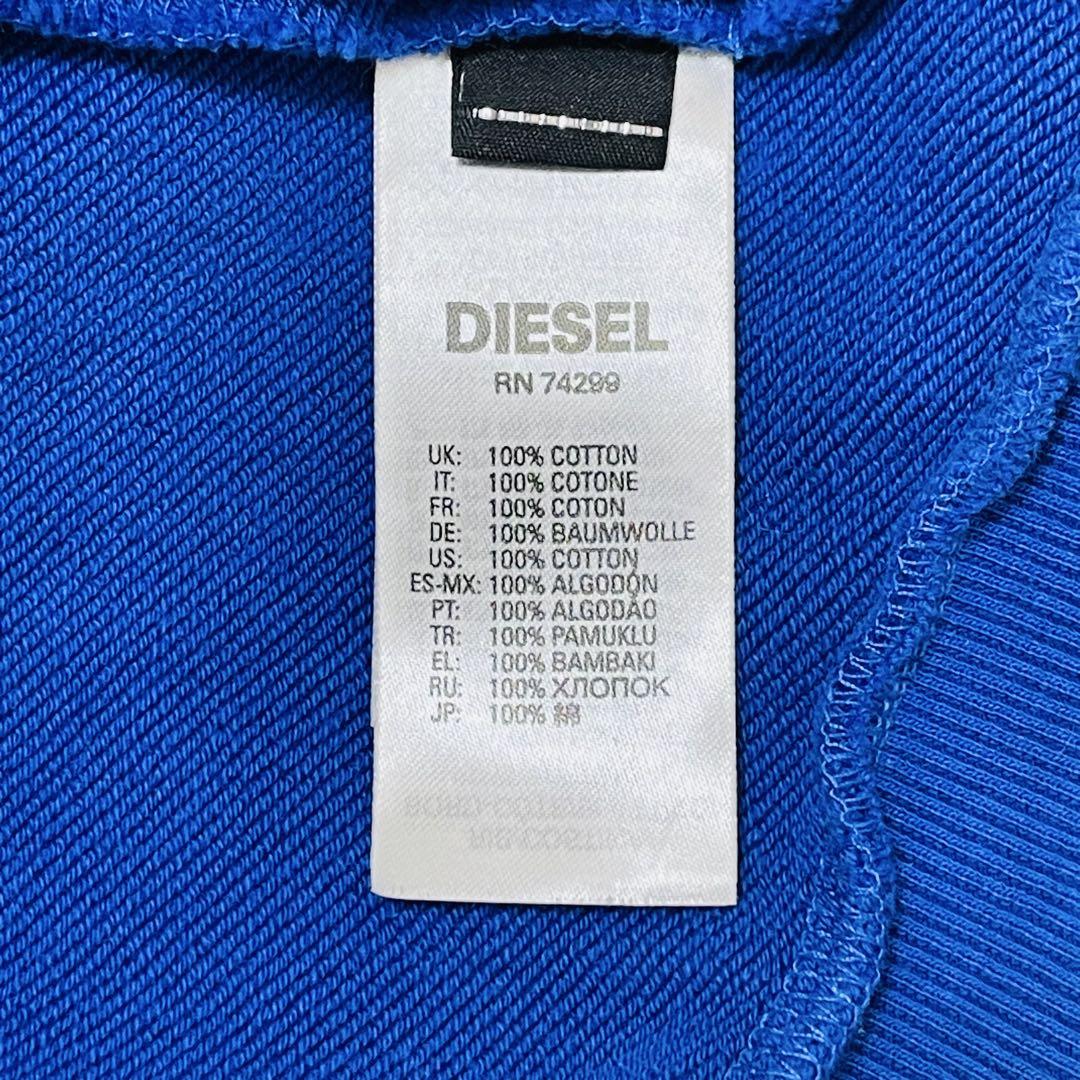 DIESEL
RN 74299
UK: 100% COTTON
IT: 100% COTONE
FR: 100% COTON
DE: 100% BAUMWOLLE
US: 100% COTTON
ES-MX: 100% ALGODÓN
PT: 100% ALGODÃO
TR: 100% PAMUKLU
EL: 100% BAMBAKI
RU: 100% ХЛОПОК
JP: 100% 綿